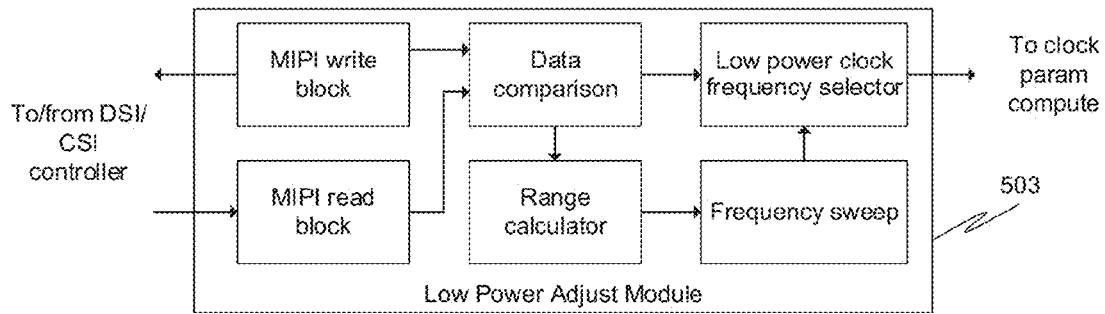 MIPI write
block
Data
comparison
Low power clock
frequency selector
To clock
param
compute
To/from DSI/
CSI
controller
MIPI read
block
Range
calculator
Frequency sweep
503
Low Power Adjust Module